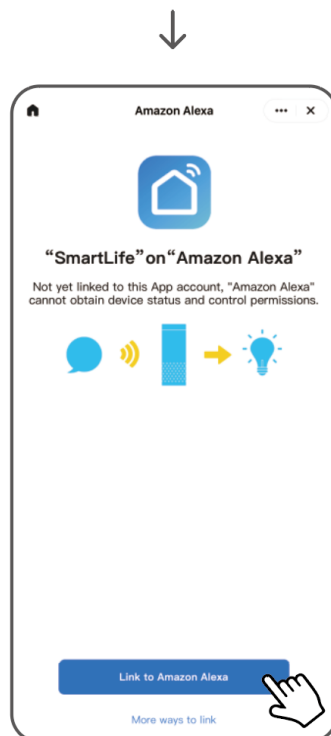 Amazon Alexa
“SmartLife”on“Amazon Alexa”
Not yet linked to this App account, "Amazon Alexa"
cannot obtain device status and control permissions.
Link to Amazon Alexa
More ways to link